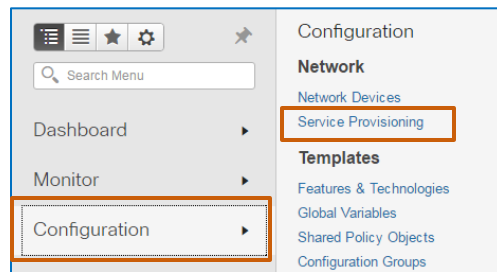 Search Menu
Dashboard
Monitor
Configuration
Configuration
Network
Network Devices
Service Provisioning
Templates
Features & Technologies
Global Variables
Shared Policy Objects
Configuration Groups